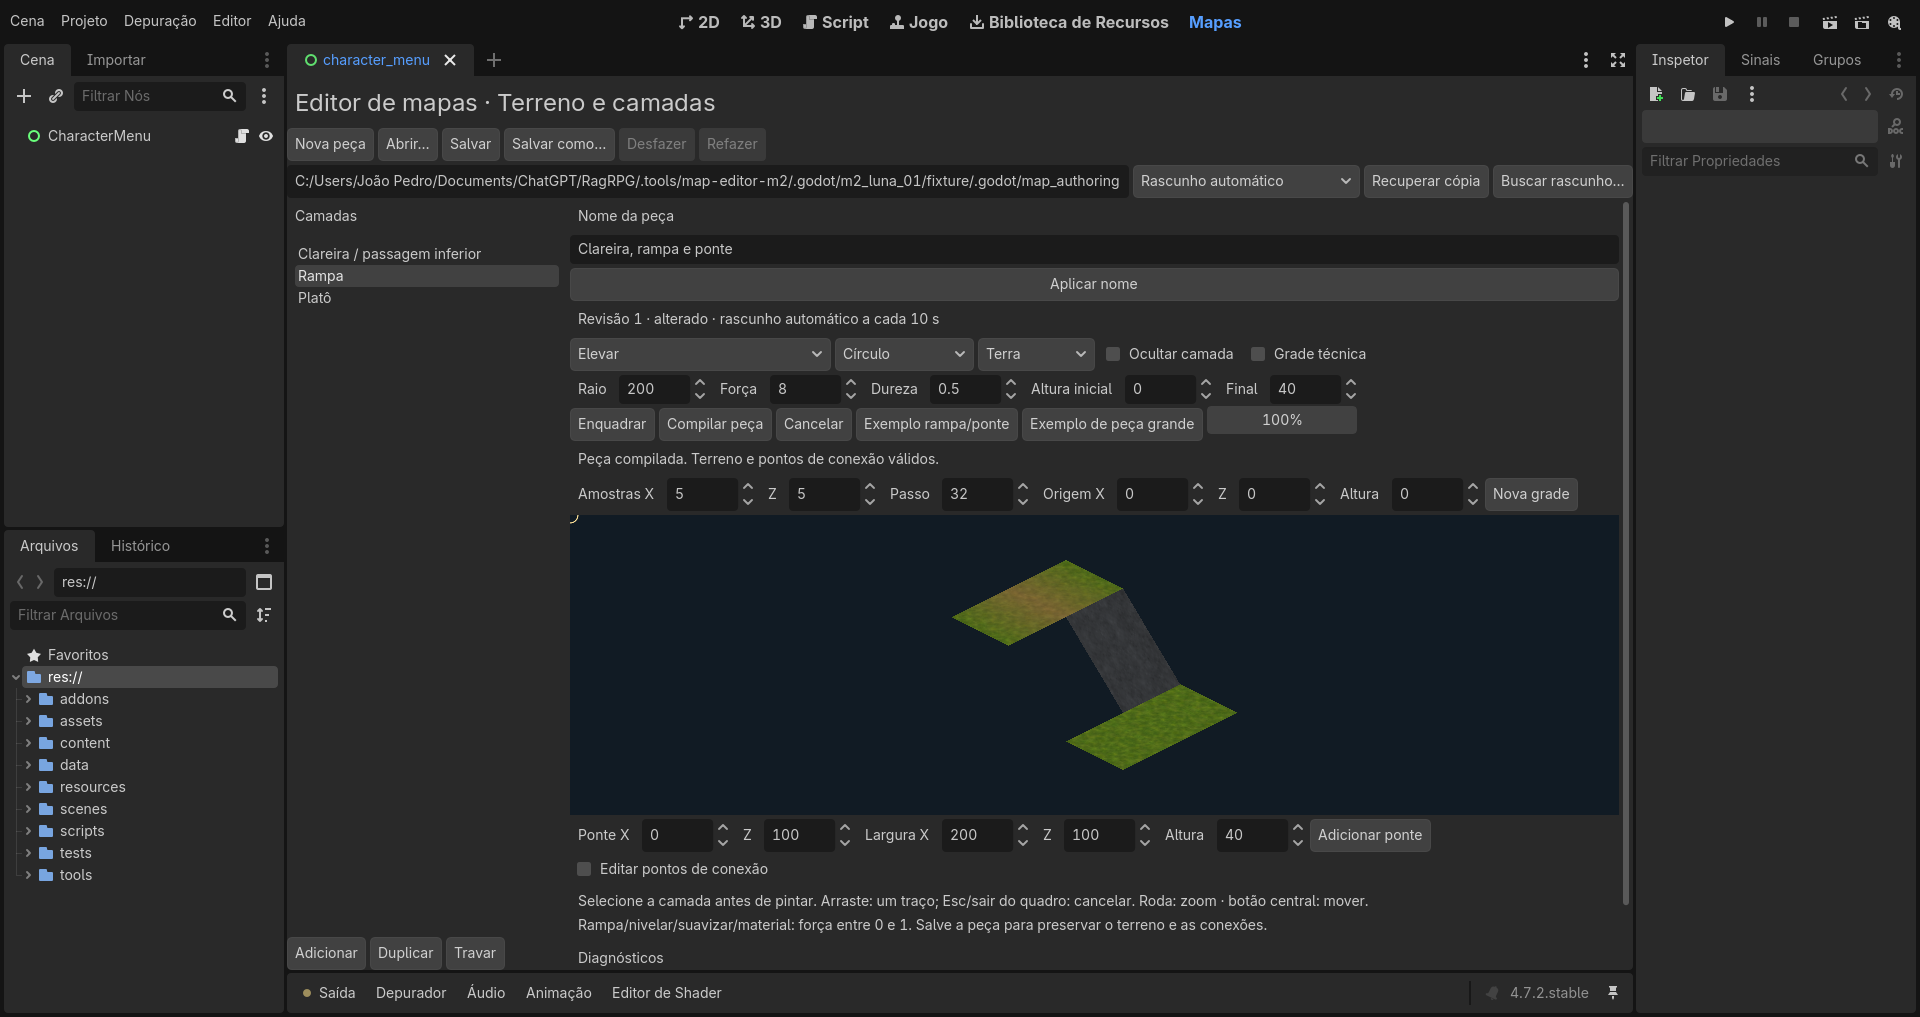 Cena Projeto Depuração Editor Ajuda
2D 3D Script Jogo Biblioteca de Recursos Mapas
Cena Importar
Filtrar Nós
CharacterMenu
character_menu
Editor de mapas · Terreno e camadas
Nova peça Abrir... Salvar Salvar como... Desfazer Refazer
C:/Users/João Pedro/Documents/ChatGPT/RagRPG/.tools/map-editor-m2/.godot/m2_luna_01/fixture/.godot/map_authoring Rascunho automático Recuperar cópia Buscar rascunho...
Camadas
Clareira / passagem inferior
Rampa
Platô
Nome da peça
Clareira, rampa e ponte
Aplicar nome
Revisão 1 · alterado · rascunho automático a cada 10 s
Elevar Círculo Terra Ocultar camada Grade técnica
Raio 200 Força 8 Dureza 0.5 Altura inicial 0 Final 40
Enquadrar Compilar peça Cancelar Exemplo rampa/ponte Exemplo de peça grande 100%
Peça compilada. Terreno e pontos de conexão válidos.
Amostras X 5 Z 5 Passo 32 Origem X 0 Z 0 Altura 0 Nova grade
Ponte X 0 Z 100 Largura X 200 Z 100 Altura 40 Adicionar ponte
Editar pontos de conexão
Selecione a camada antes de pintar. Arraste: um traço; Esc/sair do quadro: cancelar. Roda: zoom · botão central: mover.
Rampa/nivelar/suavizar/material: força entre 0 e 1. Salve a peça para preservar o terreno e as conexões.
Diagnósticos
Adicionar Duplicar Travar
Saída Depurador Áudio Animação Editor de Shader
4.7.2.stable
Arquivos Histórico
res://
Filtrar Arquivos
Favoritos
res://
addons
assets
content
data
resources
scenes
scripts
tests
tools
Inspetor Sinais Grupos
DOC
Filtrar Propriedades